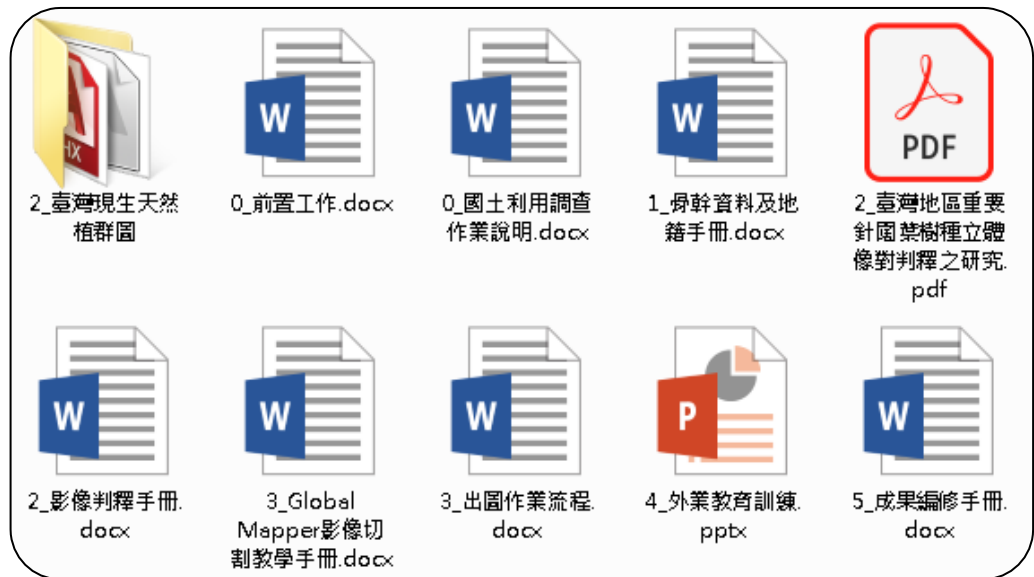 2_臺灣現生天然
植群圖
0_前置工作.docx
0_國土利用調查
作業說明.docx
1_骨幹資料及地
籍手冊.docx
PDF
2_臺灣地區重要
針闊葉樹種立體
像對判釋之研究.
pdf
2_影像判釋手冊.
docx
3_Global
Mapper影像切
割教學手冊.docx
3_出圖作業流程.
docx
4_外業教育訓練.
pptx
5_成果編修手冊.
docx
W
W
W
W
W
W
P
W